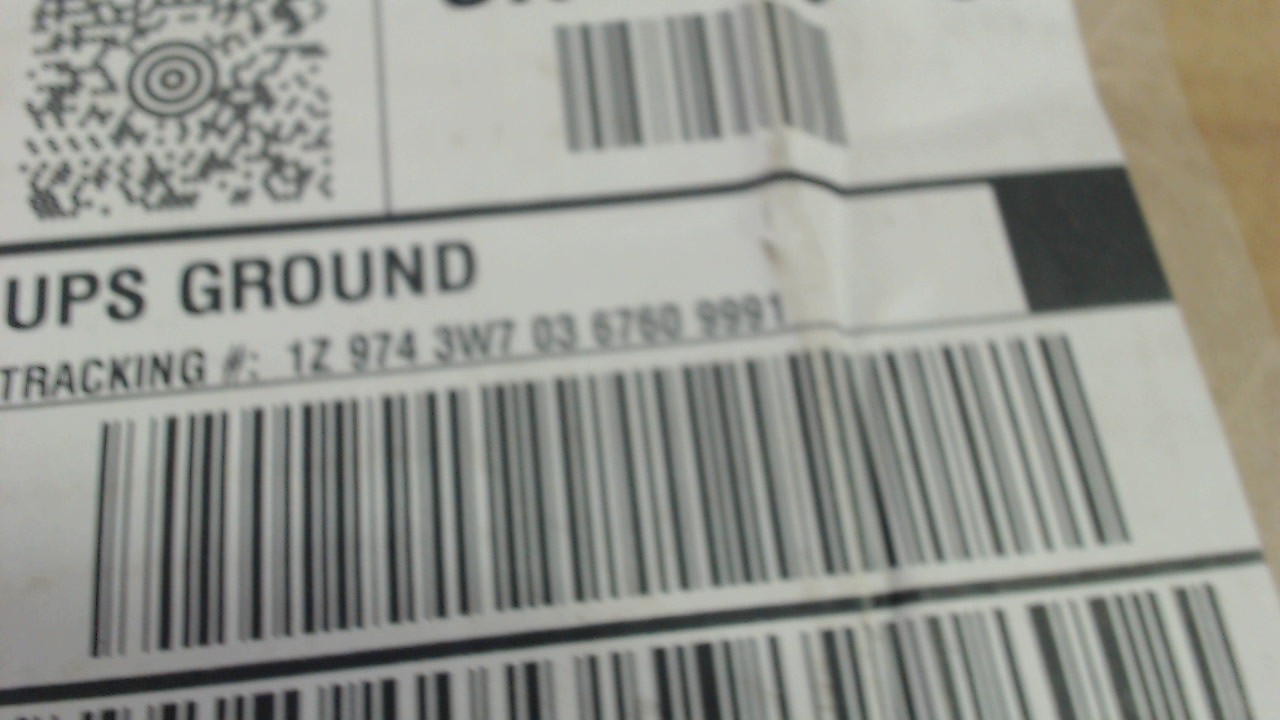 UPS GROUND
TRACKING #: 1Z 974 3W7 03 6760 9991